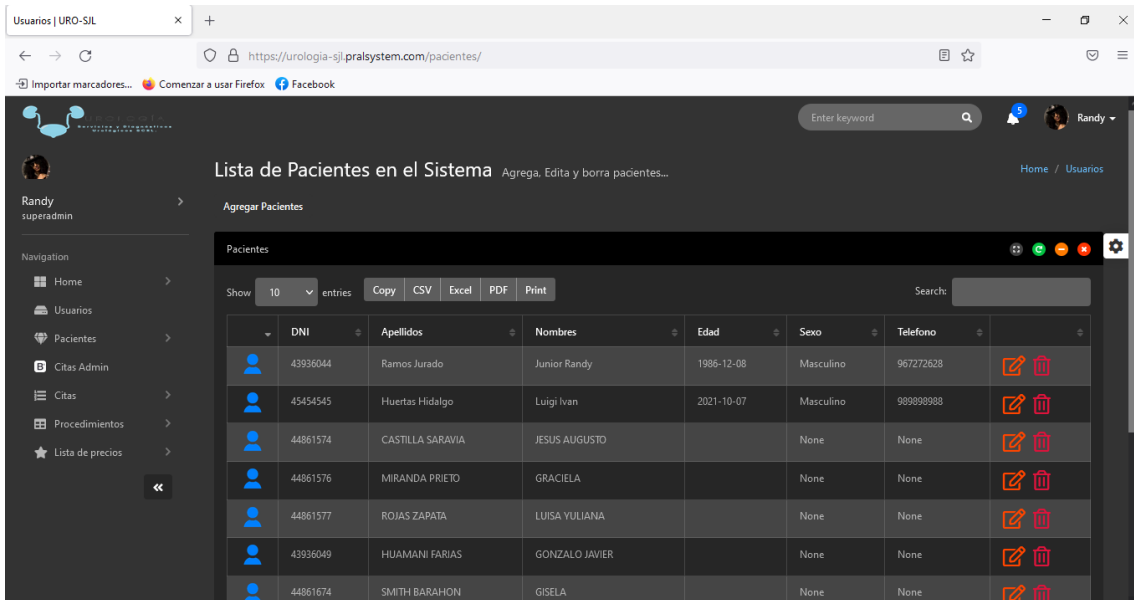 Usuarios | URO-SJL
https://urologia-sjl.pralsystem.com/pacientes/
Importar marcadores... Comenzar a usar Firefox Facebook
UROLOGIA
Enter keyword 5 Randy
Lista de Pacientes en el Sistema Agrega, Edita y borra pacientes...
Home / Usuarios
Randy
superadmin
Agregar Pacientes
Navigation
Home
Usuarios
Pacientes
B Citas Admin
Citas
Procedimientos
Lista de precios
Pacientes
Show 10 entries Copy CSV Excel PDF Print Search:
DNI Apellidos Nombres Edad Sexo Telefono
43936044 Ramos Jurado Junior Randy 1986-12-08 Masculino 967272628
45454545 Huertas Hidalgo Luigi Ivan 2021-10-07 Masculino 989898988
44861574 CASTILLA SARAVIA JESUS AUGUSTO None None
44861576 MIRANDA PRIETO GRACIELA None None
44861577 ROJAS ZAPATA LUISA YULIANA None None
43936049 HUAMANI FARIAS GONZALO JAVIER None None
44861674 SMITH BARAHON GISELA None None